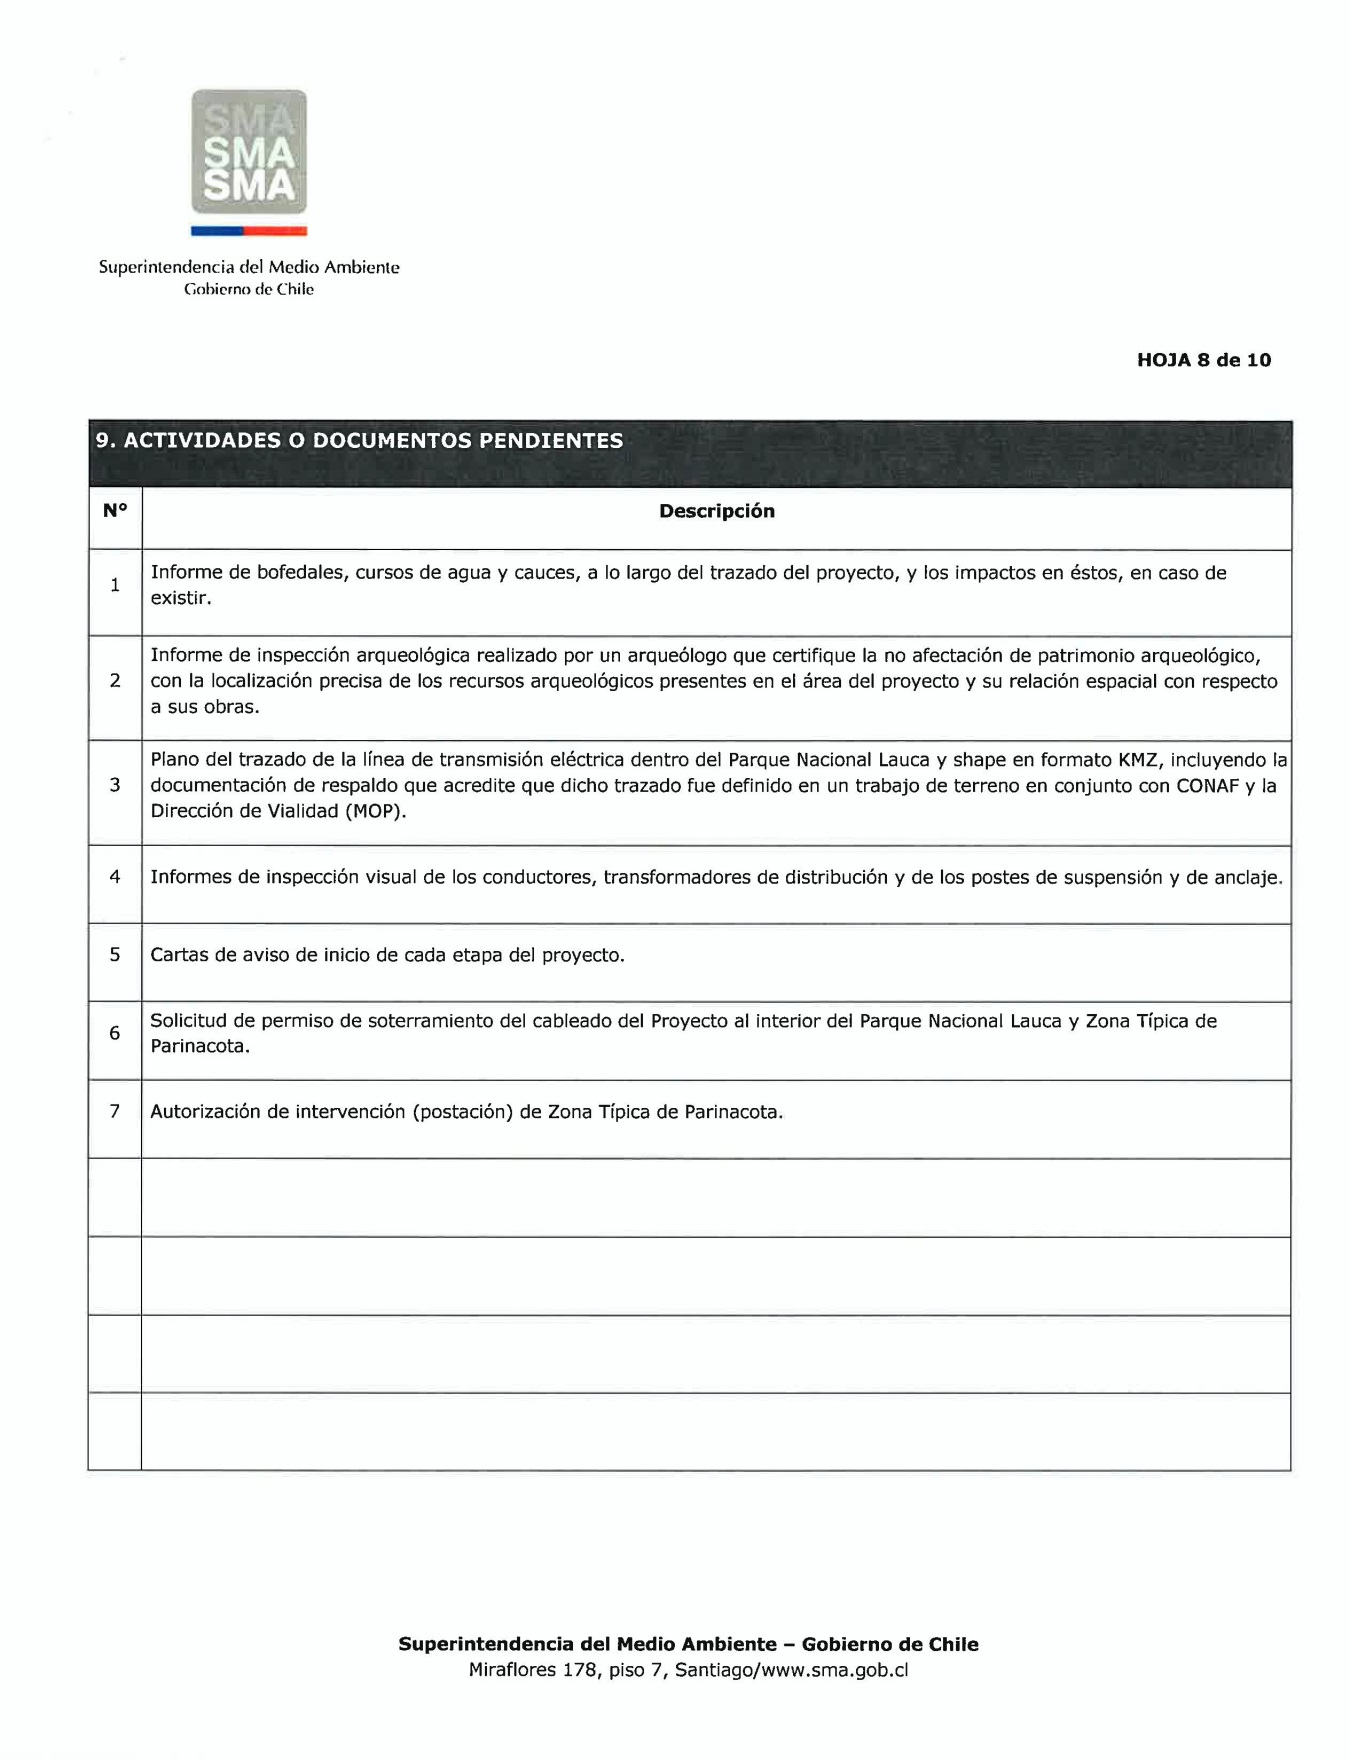 SMA
SMA
SMA
Superintendencia del Medio Ambiente
Gobierno de Chile
HOJA 8 de 10
9. ACTIVIDADES O DOCUMENTOS PENDIENTES
Nº Descripción
1 Informe de bofedales, cursos de agua y cauces, a lo largo del trazado del proyecto, y los impactos en éstos, en caso de
existir.
Informe de inspección arqueológica realizado por un arqueólogo que certifique la no afectación de patrimonio arqueológico,
2 con la localización precisa de los recursos arqueológicos presentes en el área del proyecto y su relación espacial con respecto
a sus obras.
Plano del trazado de la línea de transmisión eléctrica dentro del Parque Nacional Lauca y shape en formato KMZ, incluyendo la
3 documentación de respaldo que acredite que dicho trazado fue definido en un trabajo de terreno en conjunto con CONAF y la
Dirección de Vialidad (MOP).
4 Informes de inspección visual de los conductores, transformadores de distribución y de los postes de suspensión y de anclaje.
5 Cartas de aviso de inicio de cada etapa del proyecto.
6 Solicitud de permiso de soterramiento del cableado del Proyecto al interior del Parque Nacional Lauca y Zona Típica de
Parinacota.
7 Autorización de intervención (postación) de Zona Típica de Parinacota.
Superintendencia del Medio Ambiente – Gobierno de Chile
Miraflores 178, piso 7, Santiago/www.sma.gob.cl